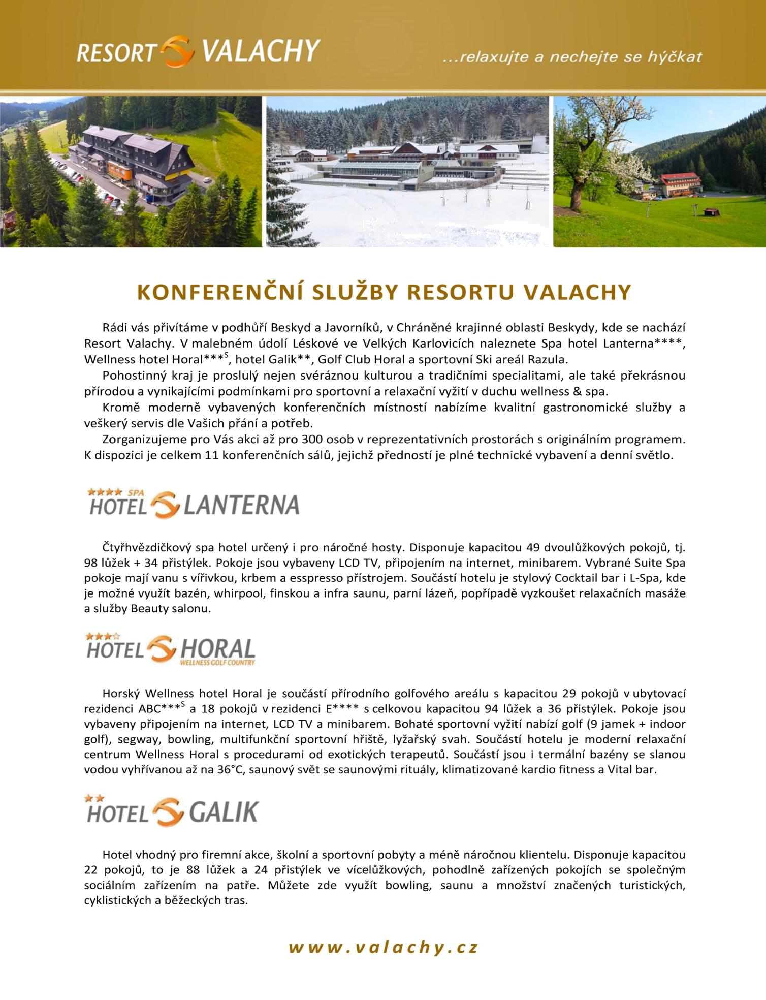 RESORT VALACHY
...relaxujte a nechejte se hýčkat
KONFERENČNÍ SLUŽBY RESORTU VALACHY
Rádi vás přivítáme v podhůří Beskyd a Javorníků, v Chráněné krajinné oblasti Beskydy, kde se nachází
Resort Valachy. V malebném údolí Léskové ve Velkých Karlovicích naleznete Spa hotel Lanterna****,
Wellness hotel Horal***S, hotel Galik**, Golf Club Horal a sportovní Ski areál Razula.
Pohostinný kraj je proslulý nejen svéráznou kulturou a tradičními specialitami, ale také překrásnou
přírodou a vynikajícími podmínkami pro sportovní a relaxační vyžití v duchu wellness & spa.
Kromě moderně vybavených konferenčních místností nabízíme kvalitní gastronomické služby a
veškerý servis dle Vašich přání a potřeb.
Zorganizujeme pro Vás akci až pro 300 osob v reprezentativních prostorách s originálním programem.
K dispozici je celkem 11 konferenčních sálů, jejichž předností je plné technické vybavení a denní světlo.
SPA
HOTEL LANTERNA
Čtyřhvězdičkový spa hotel určený i pro náročné hosty. Disponuje kapacitou 49 dvoulůžkových pokojů, tj.
98 lůžek + 34 přistýlek. Pokoje jsou vybaveny LCD TV, připojením na internet, minibarem. Vybrané Suite Spa
pokoje mají vanu s vířivkou, krbem a esspresso přístrojem. Součástí hotelu je stylový Cocktail bar i L-Spa, kde
je možné využít bazén, whirpool, finskou a infra saunu, parní lázeň, popřípadě vyzkoušet relaxačních masáže
a služby Beauty salonu.
HOTEL HORAL
WELLNESS GOLF COUNTRY
Horský Wellness hotel Horal je součástí přírodního golfového areálu s kapacitou 29 pokojů v ubytovací
rezidenci ABC***S a 18 pokojů v rezidenci E**** s celkovou kapacitou 94 lůžek a 36 přistýlek. Pokoje jsou
vybaveny připojením na internet, LCD TV a minibarem. Bohaté sportovní vyžití nabízí golf (9 jamek + indoor
golf), segway, bowling, multifunkční sportovní hřiště, lyžařský svah. Součástí hotelu je moderní relaxační
centrum Wellness Horal s procedurami od exotických terapeutů. Součástí jsou i termální bazény se slanou
vodou vyhřívanou až na 36°C, saunový svět se saunovými rituály, klimatizované kardio fitness a Vital bar.
HOTEL GALIK
Hotel vhodný pro firemní akce, školní a sportovní pobyty a méně náročnou klientelu. Disponuje kapacitou
22 pokojů, to je 88 lůžek a 24 přistýlek ve vícelůžkových, pohodlně zařízených pokojích se společným
sociálním zařízením na patře. Můžete zde využít bowling, saunu a množství značených turistických,
cyklistických a běžeckých tras.
www.valachy.cz